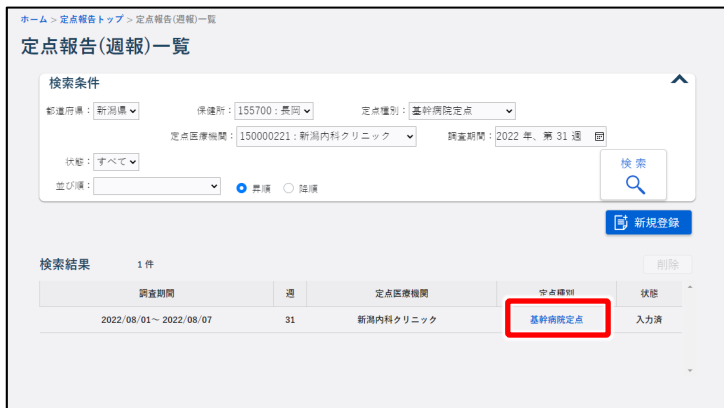 ホーム > 定点報告トップ > 定点報告(週報)一覧
定点報告(週報)一覧
検索条件
都道府県： 新潟県 保健所： 155700：長岡 定点種別： 基幹病院定点
定点医療機関： 150000221：新潟内科クリニック 調査期間： 2022 年、第 31 週
状態： すべて
検 索
並び順： 昇順 降順
新規登録
検索結果 1 件 削除
調査期間 週 定点医療機関 定点種別 状態
2022/08/01～ 2022/08/07 31 新潟内科クリニック 基幹病院定点 入力済